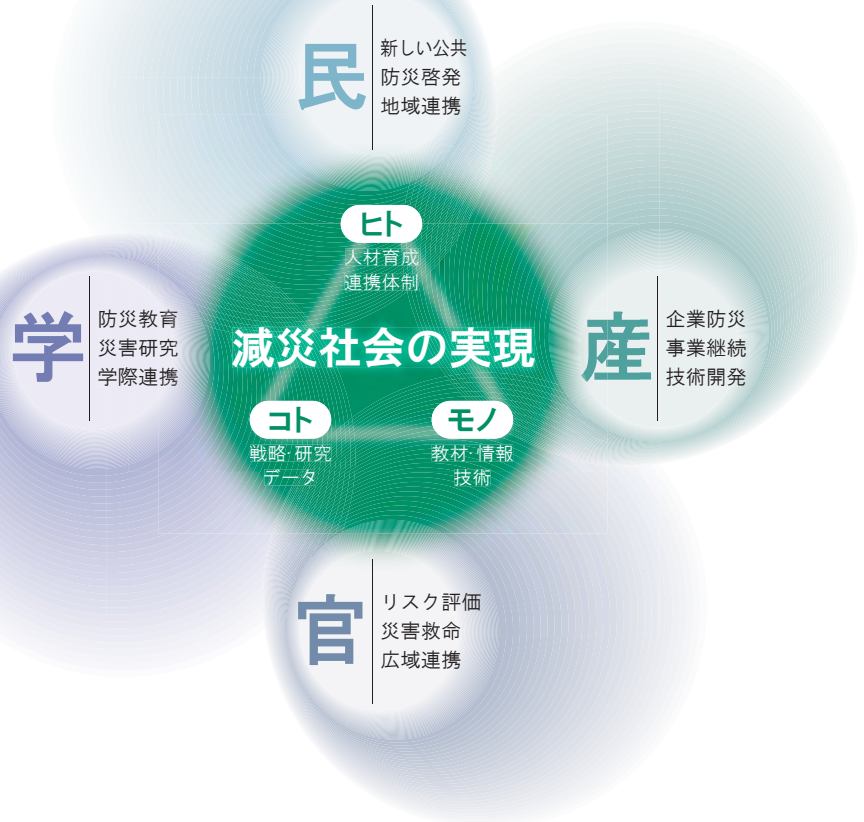 民
新しい公共
防災啓発
地域連携
ヒト
人材育成
連携体制
減災社会の実現
学
防災教育
災害研究
学際連携
産
企業防災
事業継続
技術開発
コト
戦略・研究
データ
モノ
教材・情報
技術
官
リスク評価
災害救命
広域連携